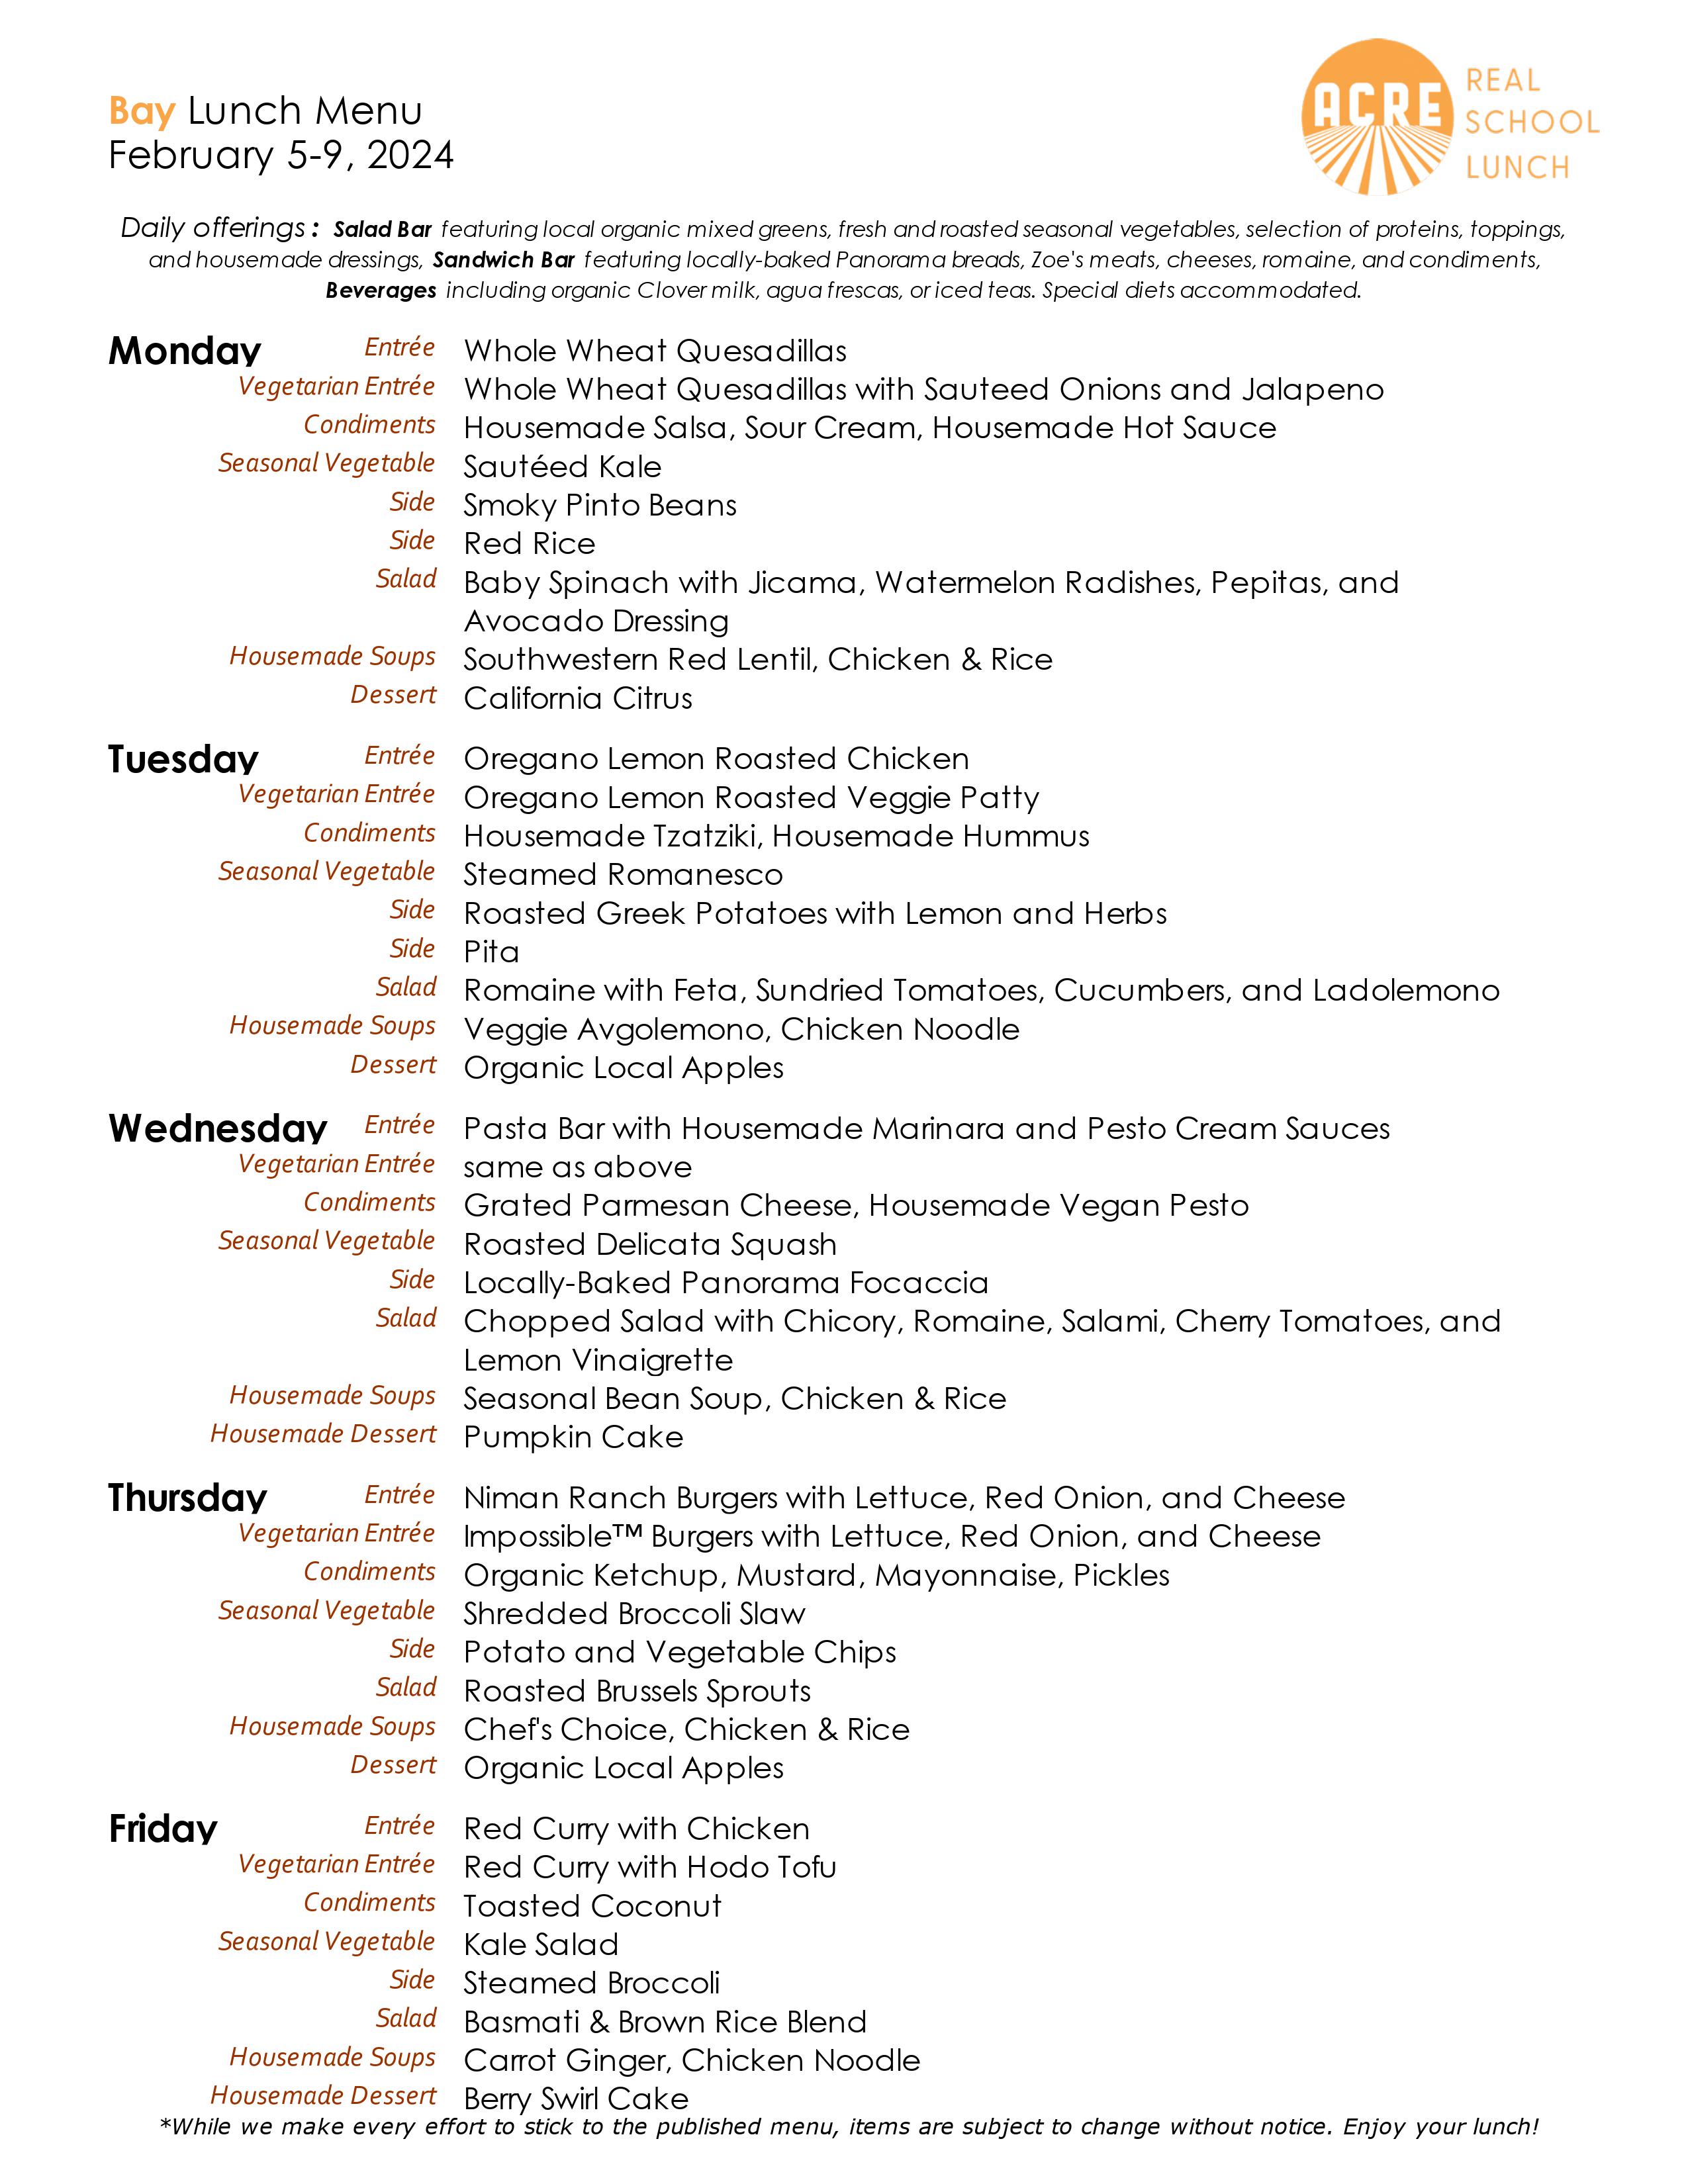 Bay Lunch Menu
February 5-9, 2024
ACRE
REAL
SCHOOL
LUNCH
Daily offerings : Salad Bar featuring local organic mixed greens, fresh and roasted seasonal vegetables, selection of proteins, toppings,
and housemade dressings, Sandwich Bar featuring locally-baked Panorama breads, Zoe's meats, cheeses, romaine, and condiments,
Beverages including organic Clover milk, agua frescas, or iced teas. Special diets accommodated.
Monday Entrée Whole Wheat Quesadillas
Vegetarian Entrée Whole Wheat Quesadillas with Sauteed Onions and Jalapeno
Condiments Housemade Salsa, Sour Cream, Housemade Hot Sauce
Seasonal Vegetable Sautéed Kale
Side Smoky Pinto Beans
Side Red Rice
Salad Baby Spinach with Jicama, Watermelon Radishes, Pepitas, and
Avocado Dressing
Housemade Soups Southwestern Red Lentil, Chicken & Rice
Dessert California Citrus
Tuesday Entrée Oregano Lemon Roasted Chicken
Vegetarian Entrée Oregano Lemon Roasted Veggie Patty
Condiments Housemade Tzatziki, Housemade Hummus
Seasonal Vegetable Steamed Romanesco
Side Roasted Greek Potatoes with Lemon and Herbs
Side Pita
Salad Romaine with Feta, Sundried Tomatoes, Cucumbers, and Ladolemono
Housemade Soups Veggie Avgolemono, Chicken Noodle
Dessert Organic Local Apples
Wednesday Entrée Pasta Bar with Housemade Marinara and Pesto Cream Sauces
Vegetarian Entrée same as above
Condiments Grated Parmesan Cheese, Housemade Vegan Pesto
Seasonal Vegetable Roasted Delicata Squash
Side Locally-Baked Panorama Focaccia
Salad Chopped Salad with Chicory, Romaine, Salami, Cherry Tomatoes, and
Lemon Vinaigrette
Housemade Soups Seasonal Bean Soup, Chicken & Rice
Housemade Dessert Pumpkin Cake
Thursday Entrée Niman Ranch Burgers with Lettuce, Red Onion, and Cheese
Vegetarian Entrée Impossible™ Burgers with Lettuce, Red Onion, and Cheese
Condiments Organic Ketchup, Mustard, Mayonnaise, Pickles
Seasonal Vegetable Shredded Broccoli Slaw
Side Potato and Vegetable Chips
Salad Roasted Brussels Sprouts
Housemade Soups Chef's Choice, Chicken & Rice
Dessert Organic Local Apples
Friday Entrée Red Curry with Chicken
Vegetarian Entrée Red Curry with Hodo Tofu
Condiments Toasted Coconut
Seasonal Vegetable Kale Salad
Side Steamed Broccoli
Salad Basmati & Brown Rice Blend
Housemade Soups Carrot Ginger, Chicken Noodle
Housemade Dessert Berry Swirl Cake
*While we make every effort to stick to the published menu, items are subject to change without notice. Enjoy your lunch!